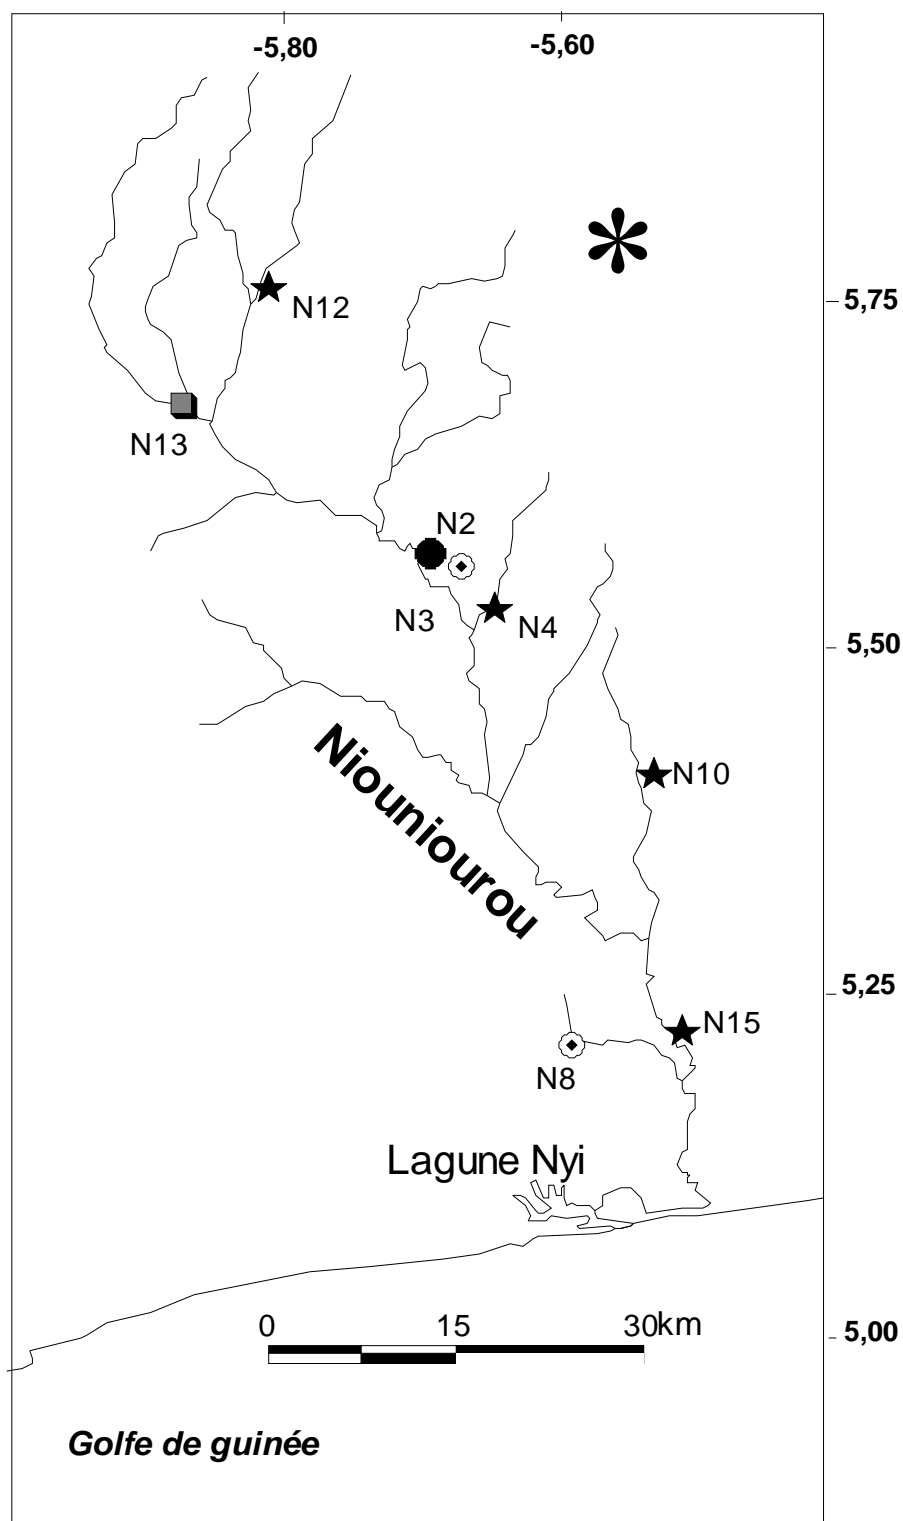 -5,80
-5,60
N12
5,75
N13
N2
N3
N4
5,50
Niouniourou
N10
5,25
N15
N8
Lagune Nyi
0 15 30km
5,00
Golfe de guinée